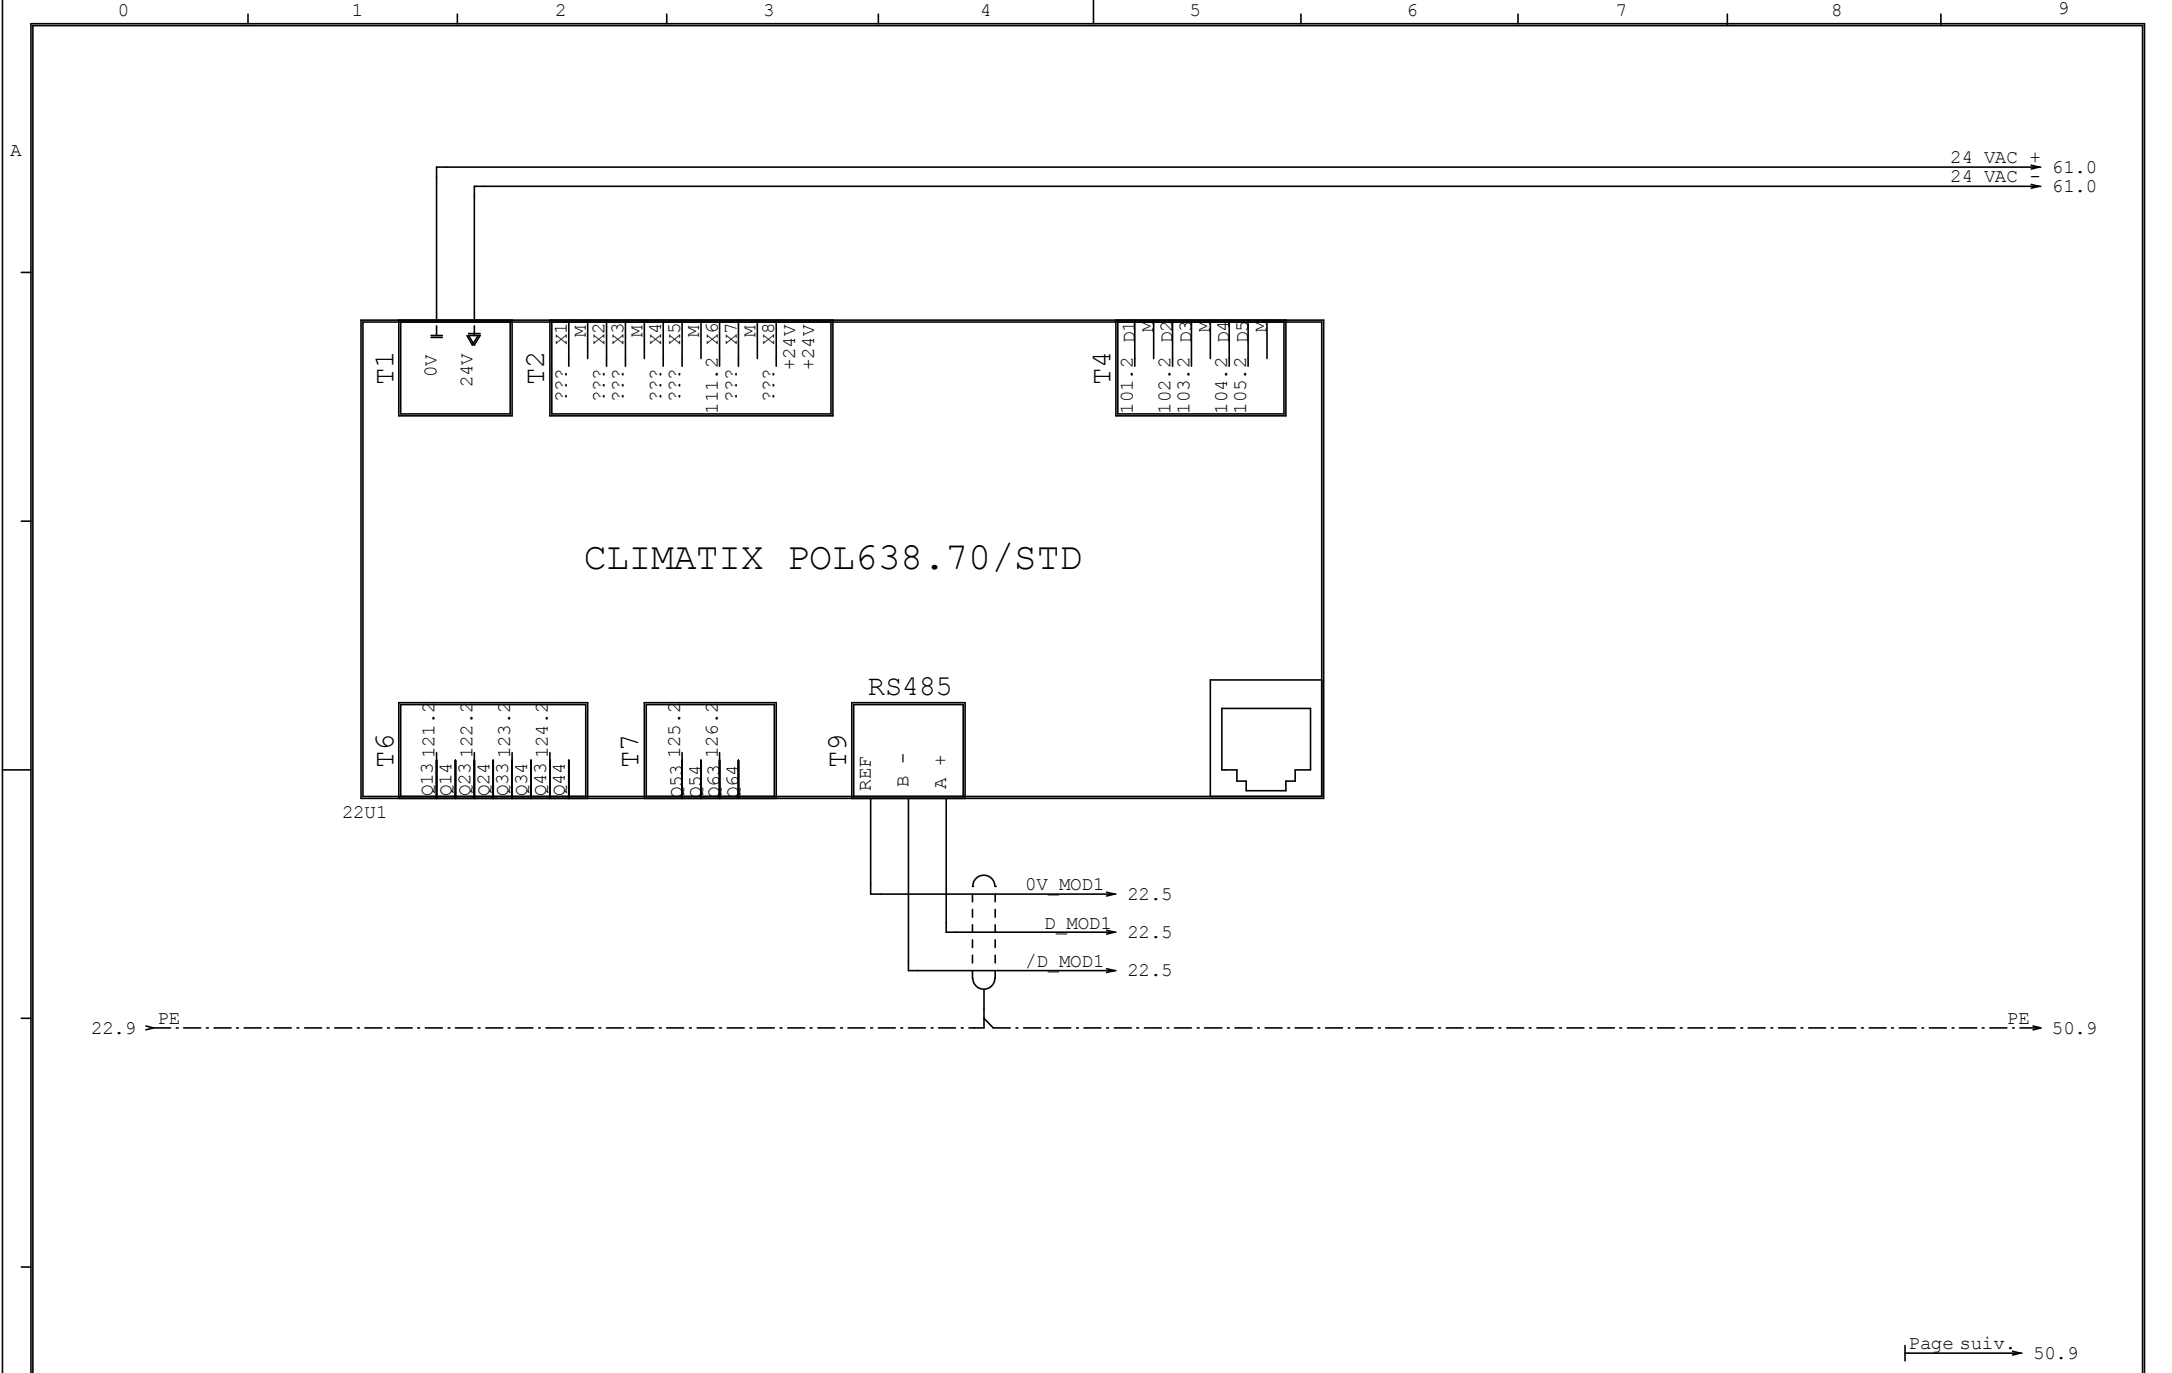 0 1 2 3 4 5 6 7 8 9
A
24 VAC + 61.0
24 VAC - 61.0
T1
0V
24V
T2
??? X1
M
??? X2
??? X3
M
??? X4
??? X5
M
111.2 X6
??? X7
M
??? X8
+24V
+24V
T4
101.2 D1
M
102.2 D2
103.2 D3
M
104.2 D4
105.2 D5
M
CLIMATIX POL638.70/STD
RS485
T6
Q13 121.2
Q14
Q23 122.2
Q24
Q33 123.2
Q34
Q43 124.2
Q44
T7
Q53 125.2
Q54
Q63 126.2
Q64
T9
REF
B -
A +
22U1
0V_MOD1 22.5
D_MOD1 22.5
/D_MOD1 22.5
22.9 PE
PE 50.9
Page suiv. 50.9